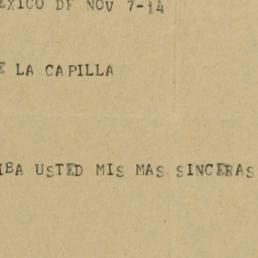 EXICO DF NOV 7-14
E LA CAPILLA
IBA USTED MIS MAS SINCERAS